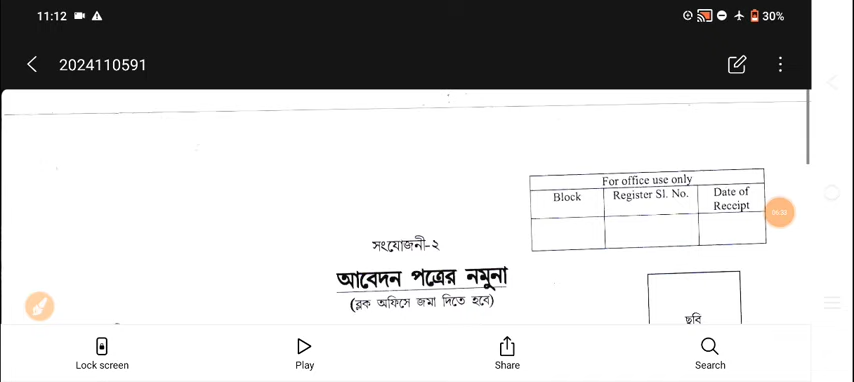 11:12
30%
2024110591
For office use only
Block Register Sl. No. Date of Receipt
সংযোজনী-২
আবেদন পত্রের নমুনা
(ব্লক অফিসে জমা দিতে হবে)
ছবি
Lock screen Play Share Search